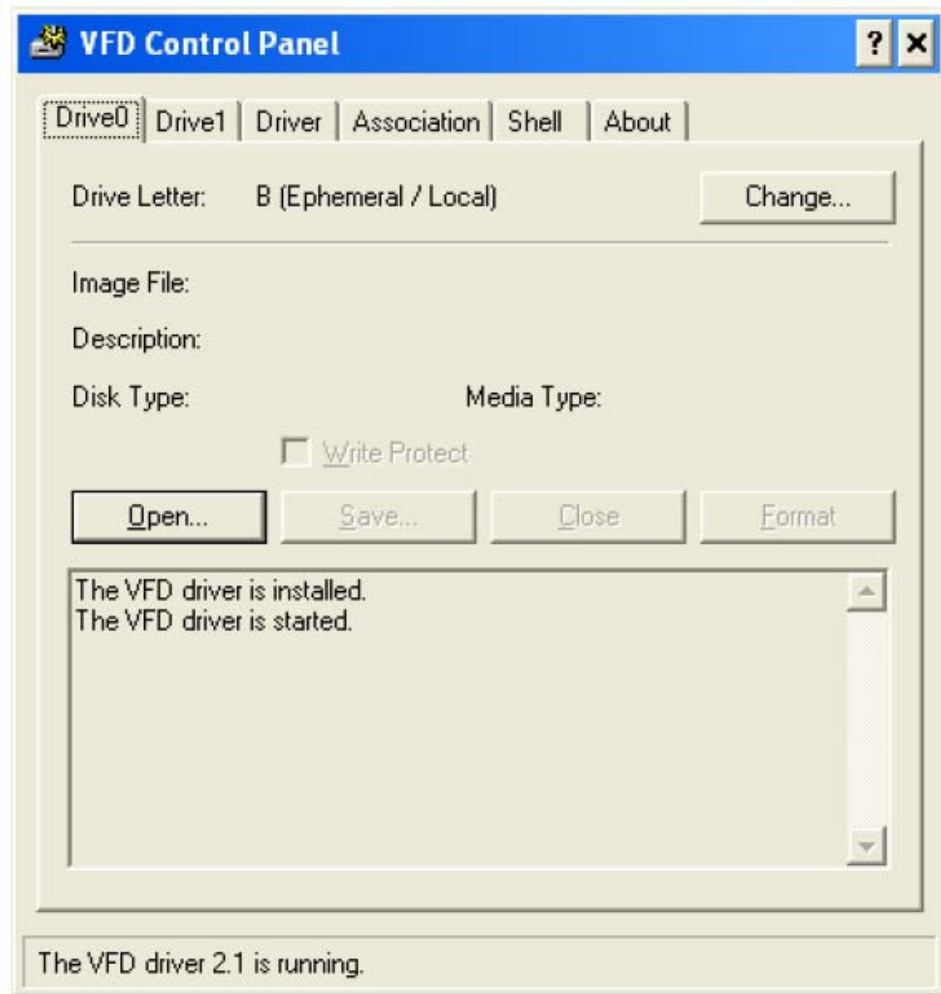 VFD Control Panel
Drive0 Drive1 Driver Association Shell About
Drive Letter: B (Ephemeral / Local) Change...
Image File:
Description:
Disk Type: Media Type:
Write Protect
Open... Save... Close Format
The VFD driver is installed.
The VFD driver is started.
The VFD driver 2.1 is running.